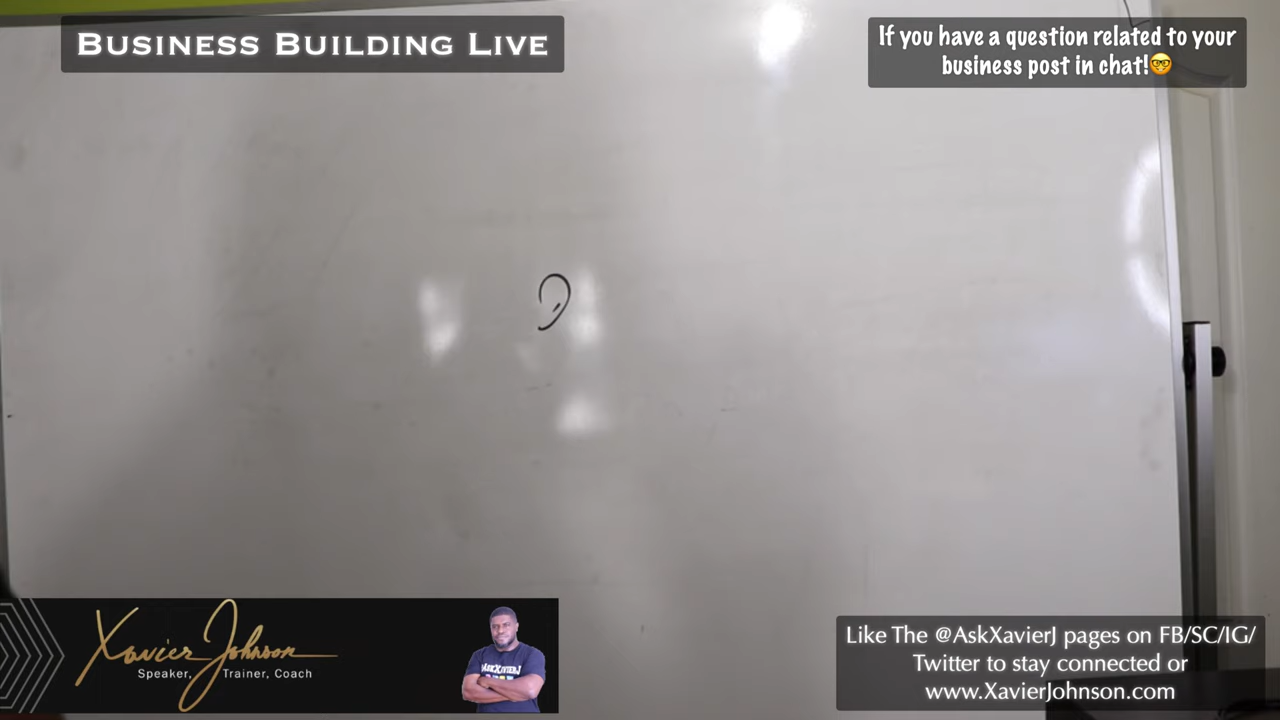 BUSINESS BUILDING LIVE
If you have a question related to your
business post in chat!🤓
Xavier Johnson
Speaker, Trainer, Coach
#ASKXAVIERJ
Like The @AskXavierJ pages on FB/SC/IG/
Twitter to stay connected or
www.XavierJohnson.com